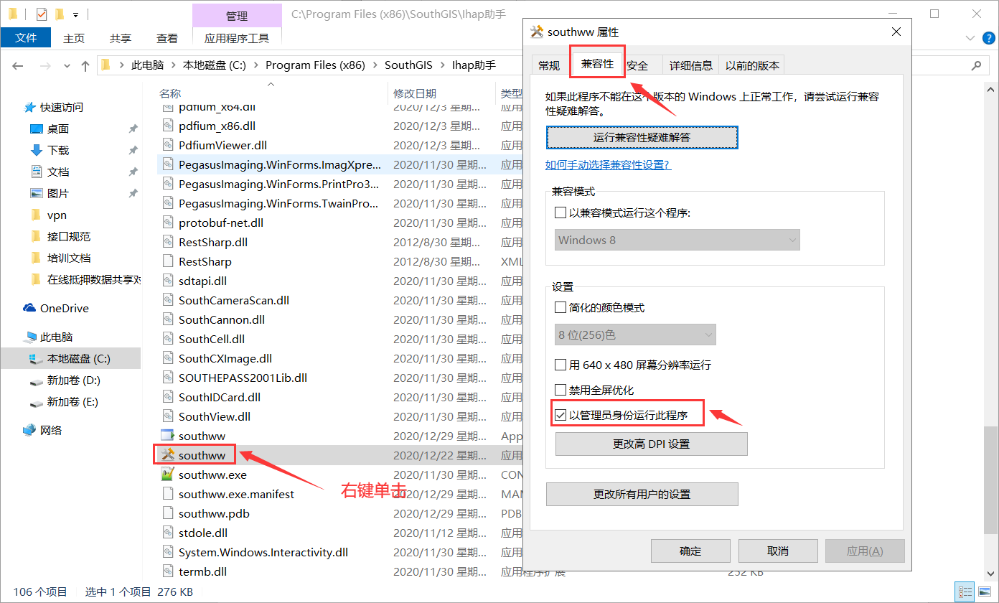 管理
C:\Program Files (x86)\SouthGIS\Ihap助手
文件
主页
共享
查看
应用程序工具
此电脑 > 本地磁盘 (C:) > Program Files (x86) > SouthGIS > Ihap助手
快速访问
桌面
下载
文档
图片
vpn
接口规范
培训文档
在线抵押数据共享对
OneDrive
此电脑
本地磁盘 (C:)
新加卷 (D:)
新加卷 (E:)
网络
名称 修改日期 类型
pdfium_x64.dll 2020/12/3 星期... 应用
pdfium_x86.dll 2020/12/3 星期... 应用
PdfiumViewer.dll 2020/12/3 星期... 应用
PegasusImaging.WinForms.ImagXpre... 2020/11/30 星期... 应用
PegasusImaging.WinForms.PrintPro3... 2020/11/30 星期... 应用
PegasusImaging.WinForms.TwainPro... 2020/11/30 星期... 应用
protobuf-net.dll 2020/11/30 星期... 应用
RestSharp.dll 2012/8/30 星期... 应用
RestSharp 2012/8/30 星期... XML
sdtapi.dll 2020/11/30 星期... 应用
SouthCameraScan.dll 2020/11/30 星期... 应用
SouthCannon.dll 2020/11/30 星期... 应用
SouthCell.dll 2020/11/30 星期... 应用
SouthCXImage.dll 2020/11/30 星期... 应用
SOUTHEPASS2001Lib.dll 2020/11/30 星期... 应用
SouthIDCard.dll 2020/11/30 星期... 应用
SouthView.dll 2020/11/30 星期... 应用
southww 2020/12/29 星期... App
southww 2020/12/22 星期... 应用
southww.exe 2020/11/30 星期... CON
southww.exe.manifest 2020/12/29 星期... MAN
southww.pdb 2020/12/29 星期... PDB
stdole.dll 2020/11/12 星期... 应用
System.Windows.Interactivity.dll 2020/11/30 星期... 应用
termb.dll 2020/11/30 星期... 应用程序扩展 252 KB
右键单击
106 个项目 选中 1 个项目 276 KB
southww 属性
常规 兼容性 安全 详细信息 以前的版本
如果此程序不能在这个版本的 Windows 上正常工作，请尝试运行兼容
性疑难解答。
运行兼容性疑难解答
如何手动选择兼容性设置?
兼容模式
以兼容模式运行这个程序:
Windows 8
设置
简化的颜色模式
8 位(256)色
用 640 x 480 屏幕分辨率运行
禁用全屏优化
以管理员身份运行此程序
更改高 DPI 设置
更改所有用户的设置
确定
取消
应用(A)